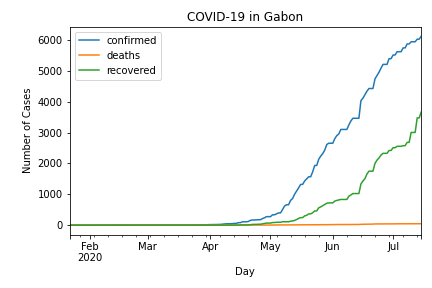 COVID-19 in Gabon
confirmed
deaths
recovered
Number of Cases
6000
5000
4000
3000
2000
1000
0
Feb
2020
Mar
Apr
May
Jun
Jul
Day